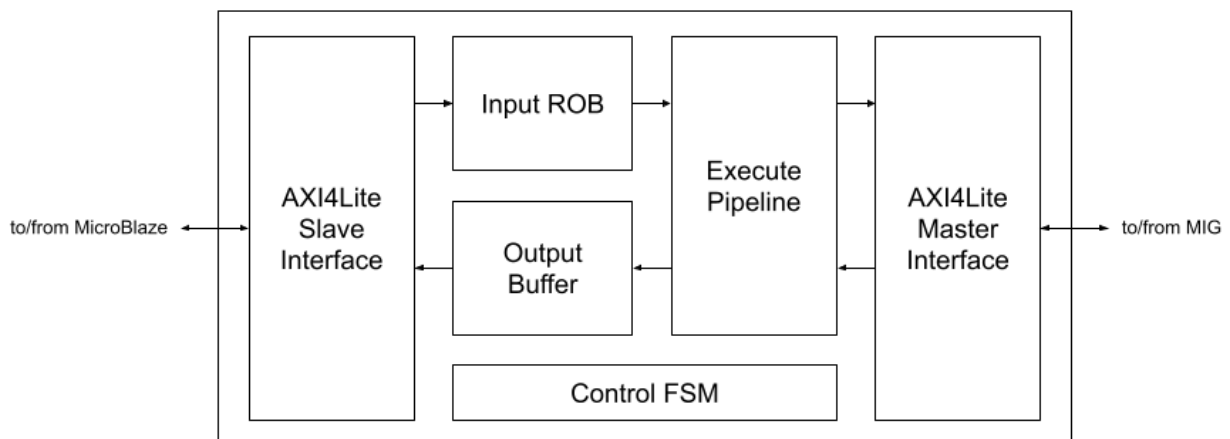 to/from MicroBlaze
AXI4Lite
Slave
Interface
Input ROB
Output
Buffer
Execute
Pipeline
Control FSM
AXI4Lite
Master
Interface
to/from MIG